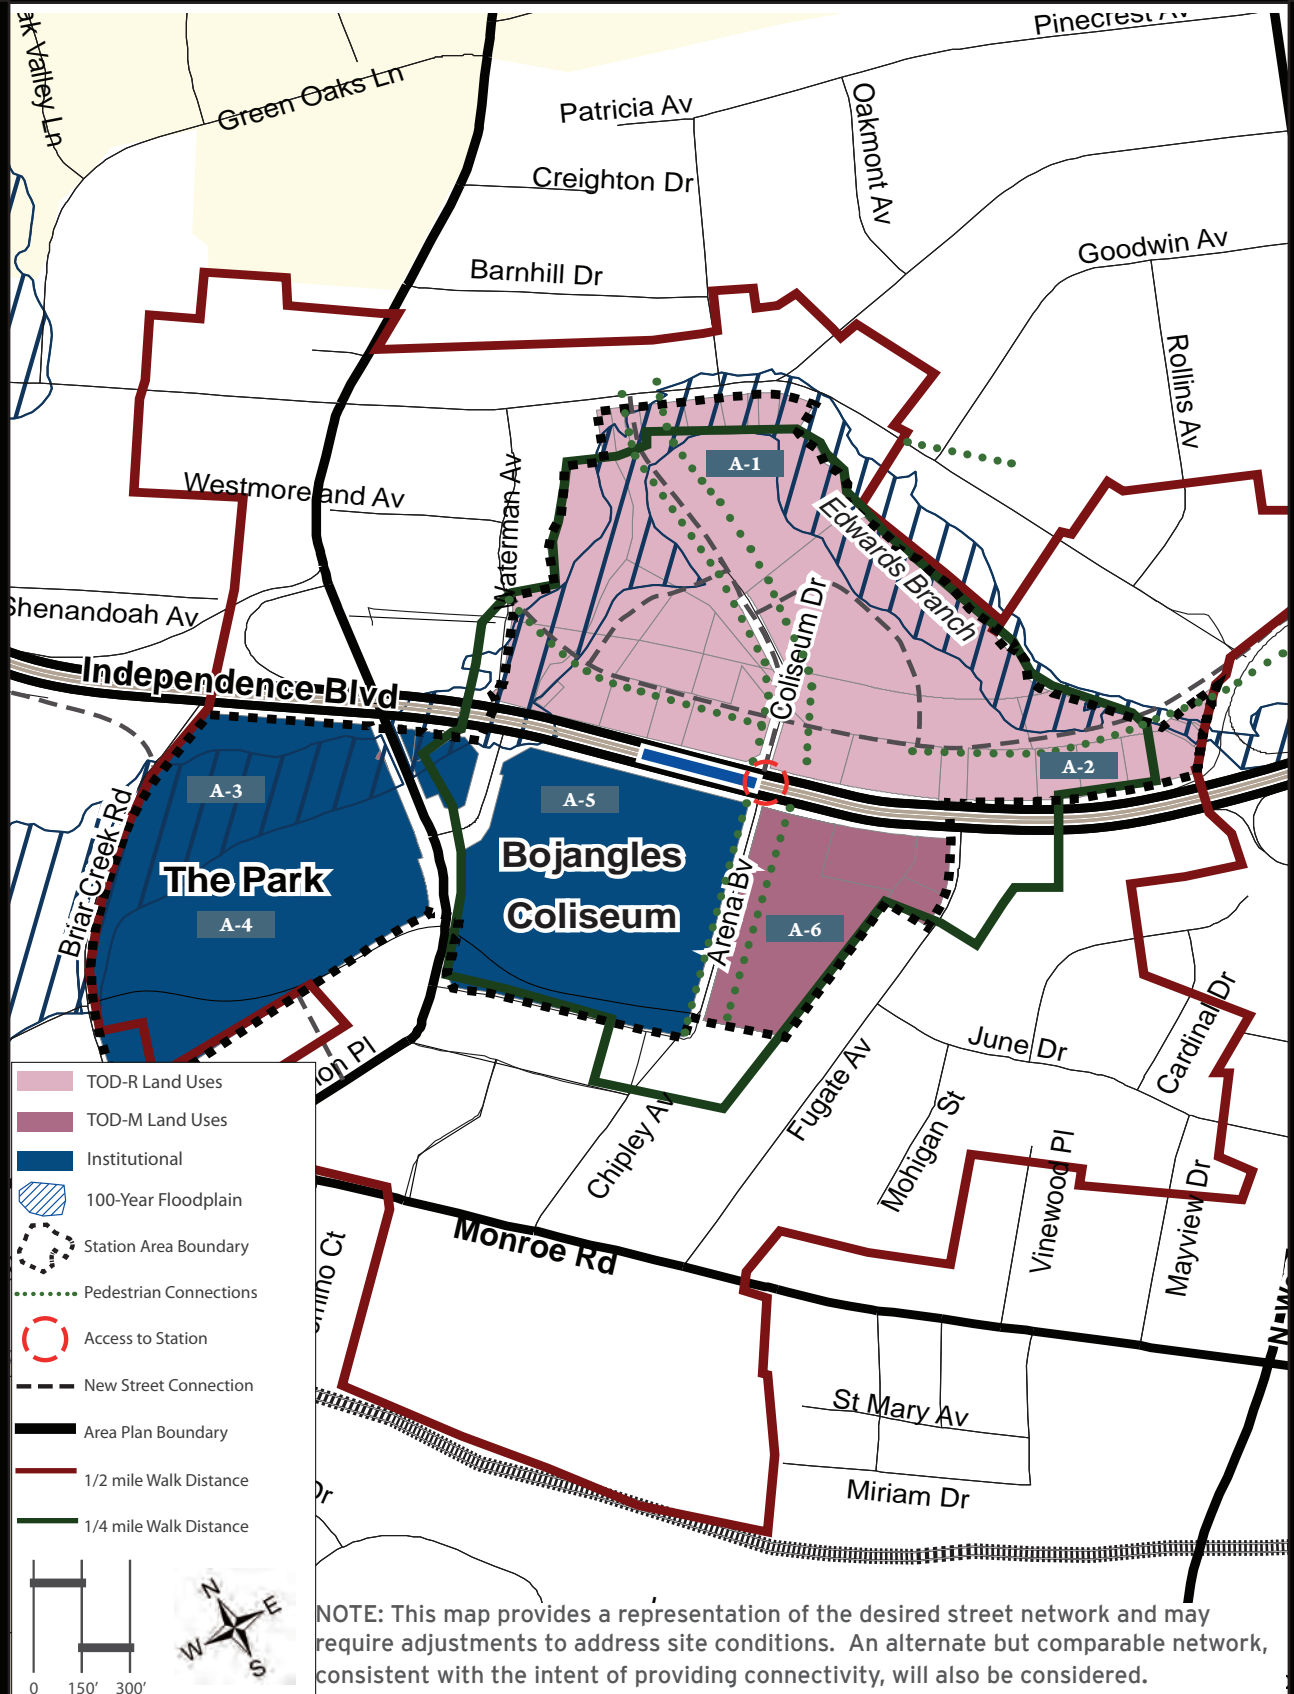 Pinecrest Av
Valley Ln
Green Oaks Ln
Patricia Av
Oakmont Av
Creighton Dr
Goodwin Av
Barnhill Dr
Rollins Av
A-1
Westmoreland Av
Waterman Av
Edwards Branch
Shenandoah Av
Coliseum Dr
Independence Blvd
A-2
A-3
A-5
Briar Creek Rd
The Park
Bojangles
Coliseum
Arena Bv
A-4
A-6
Cardinal Dr
June Dr
Fugate Av
Pl
Chipley Av
Mohigan St
Vinewood Pl
Mayview Dr
Monroe Rd
Ct
St Mary Av
Miriam Dr
Dr
TOD-R Land Uses
TOD-M Land Uses
Institutional
100-Year Floodplain
Station Area Boundary
Pedestrian Connections
Access to Station
New Street Connection
Area Plan Boundary
1/2 mile Walk Distance
1/4 mile Walk Distance
N
E
W
S
0 150' 300'
NOTE: This map provides a representation of the desired street network and may
require adjustments to address site conditions. An alternate but comparable network,
consistent with the intent of providing connectivity, will also be considered.